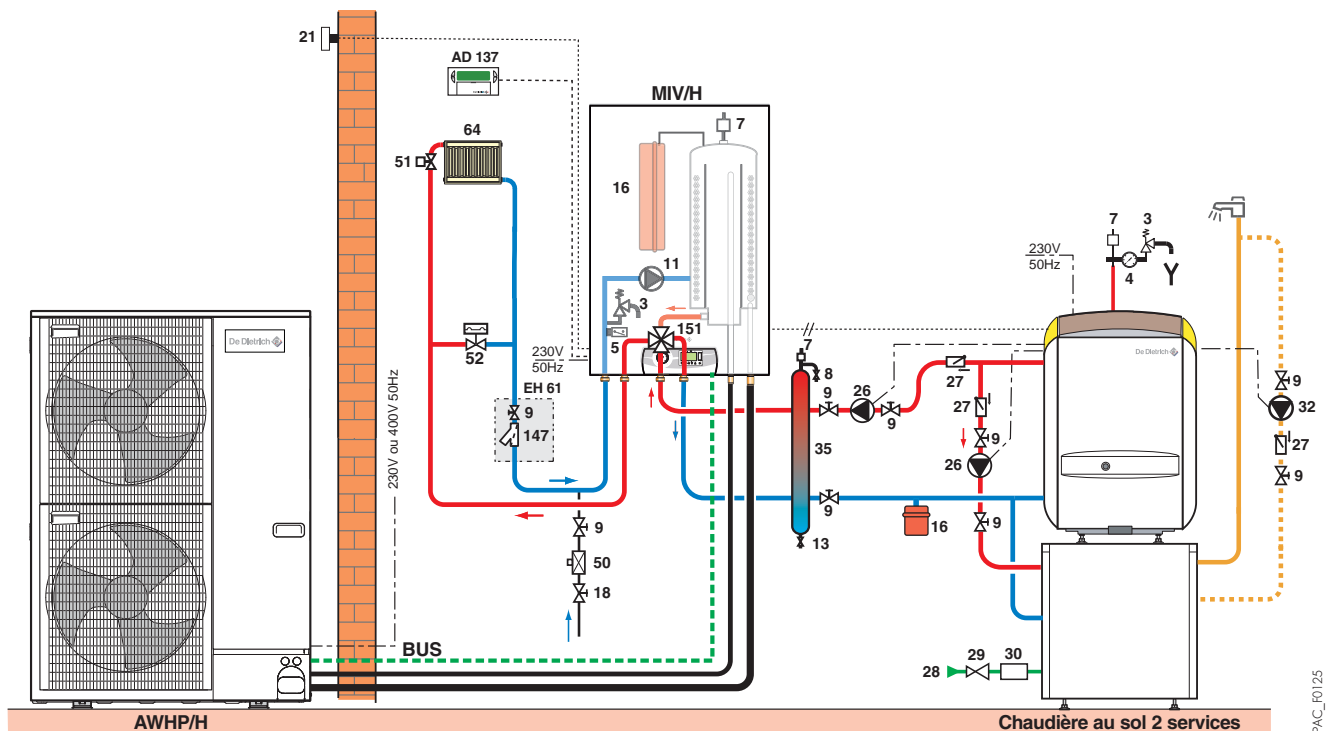 21
AD 137
64
51
52
230V
50Hz
EH 61
9
147
9
50
18
MIV/H
7
16
11
3
5
151
De Dietrich
230V ou 400V 50Hz
BUS
AWHP/H
7
8
9
26
9
27
35
9
13
16
27
9
26
9
230V
50Hz
7
3
4
De Dietrich
9
32
27
9
28
29
30
Chaudière au sol 2 services
PAC_F0125